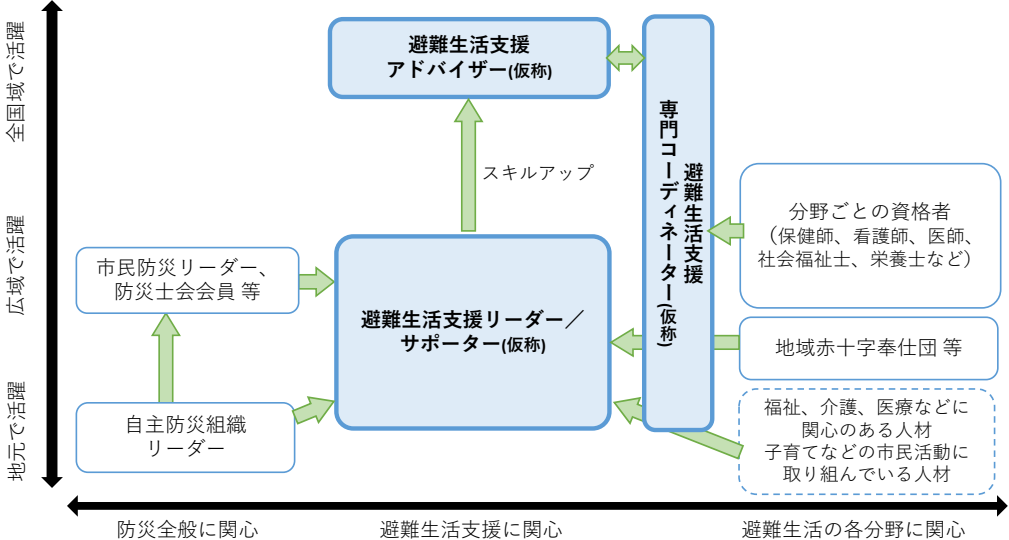 全国域で活躍
広域で活躍
地元で活躍
避難生活支援
アドバイザー(仮称)
避難生活支援
専門コーディネーター(仮称)
スキルアップ
分野ごとの資格者
（保健師、看護師、医師、
社会福祉士、栄養士など）
市民防災リーダー、
防災士会会員 等
避難生活支援リーダー／
サポーター(仮称)
地域赤十字奉仕団 等
自主防災組織
リーダー
福祉、介護、医療などに
関心のある人材
子育てなどの市民活動に
取り組んでいる人材
防災全般に関心
避難生活支援に関心
避難生活の各分野に関心